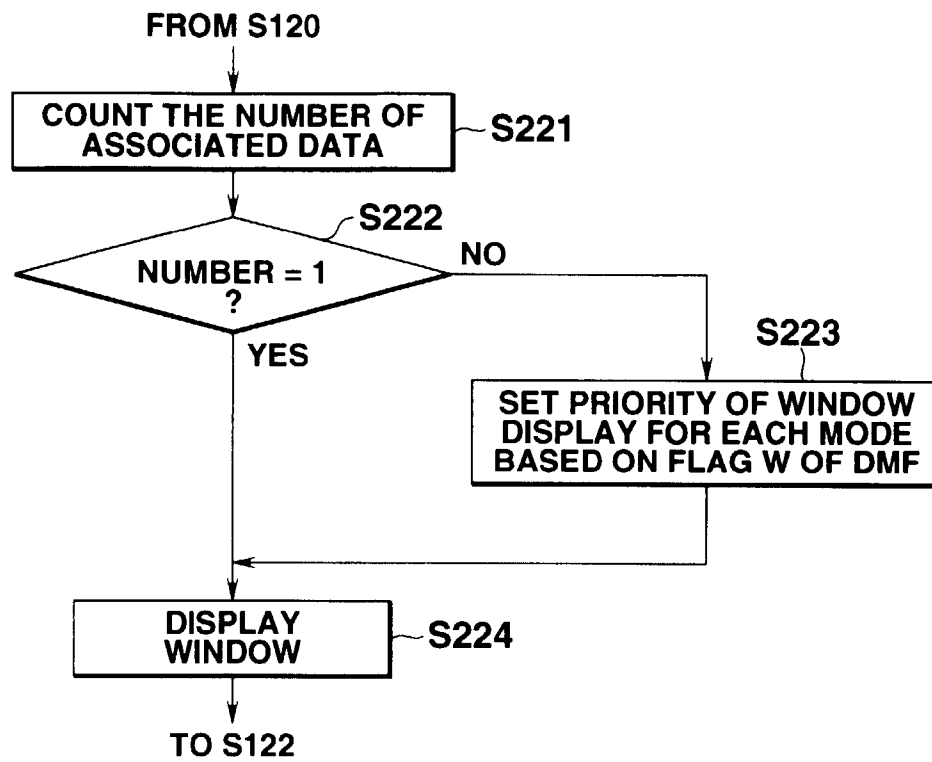 FROM S120
COUNT THE NUMBER OF
ASSOCIATED DATA
S221
S222
NUMBER = 1
?
NO
YES
S223
SET PRIORITY OF WINDOW
DISPLAY FOR EACH MODE
BASED ON FLAG W OF DMF
DISPLAY
WINDOW
S224
TO S122